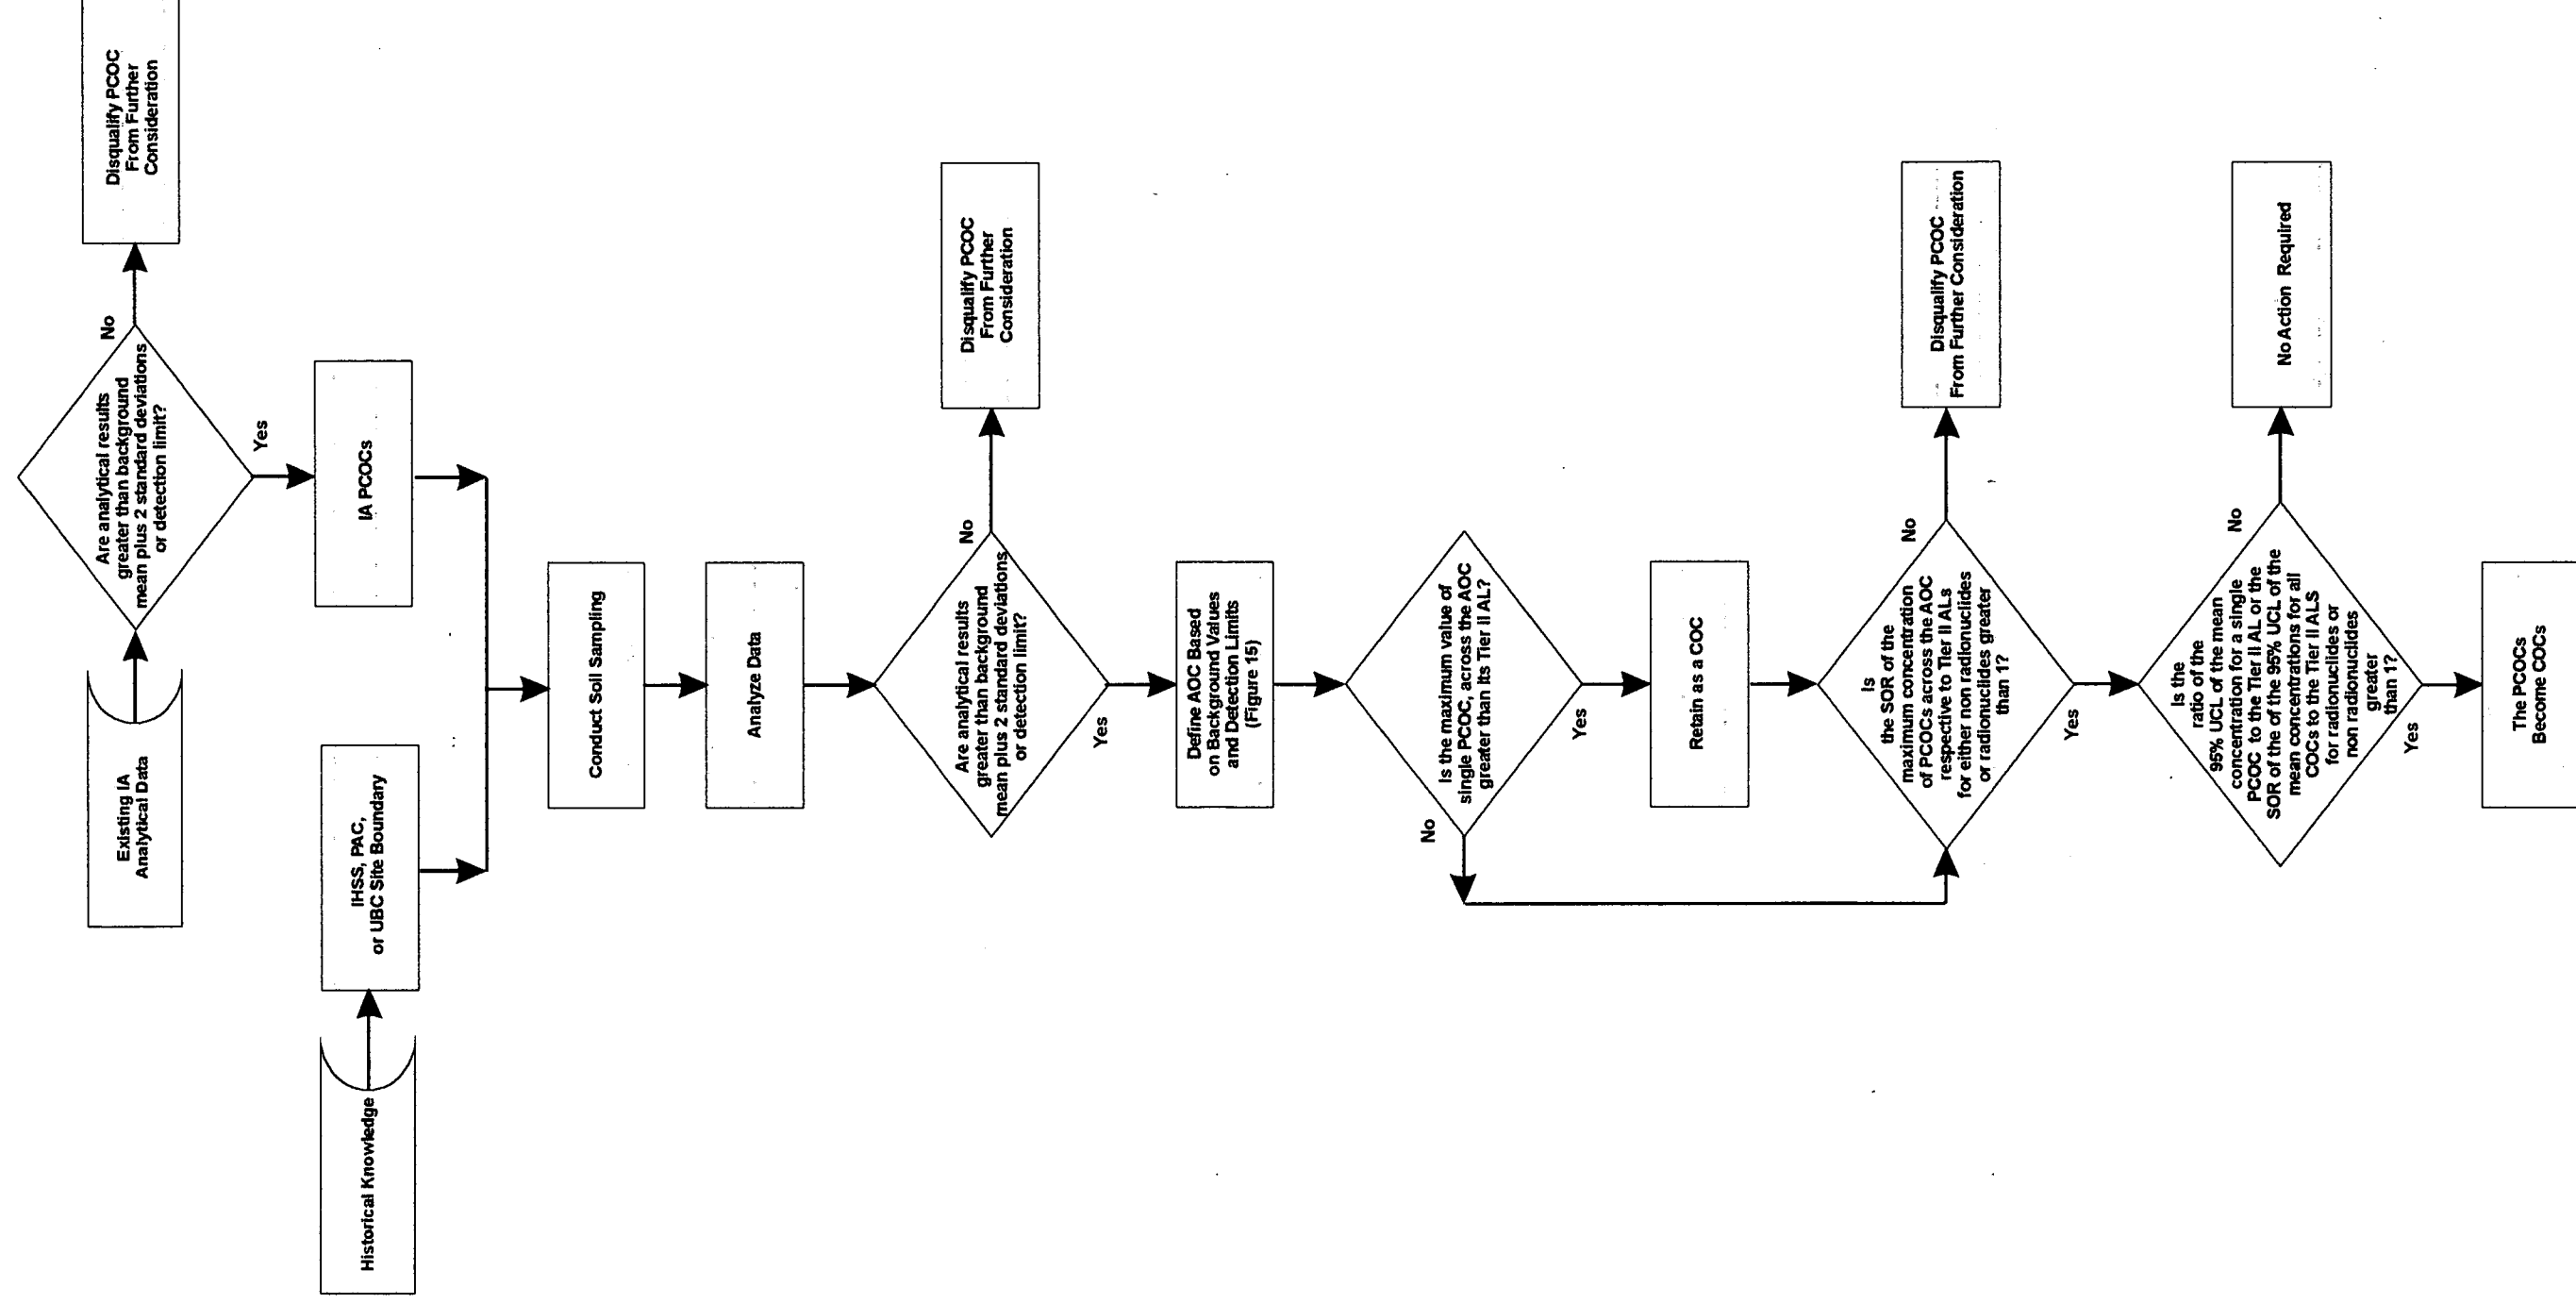 Existing IA
Analytical Data
Are analytical results
greater than background
mean plus 2 standard deviations
or detection limit?
No
Disqualify PCOC
From Further
Consideration
Yes
Historical Knowledge
IHSS, PAC,
or UBC Site Boundary
IA PCOCs
Conduct Soil Sampling
Analyze Data
Are analytical results
greater than background
mean plus 2 standard deviations
or detection limit?
No
Disqualify PCOC
From Further
Consideration
Yes
Define AOC Based
on Background Values
and Detection Limits
(Figure 15)
No
Is the maximum value of
single PCOC, across the AOC
greater than its Tier II AL?
Yes
Retain as a COC
Is
the SOR of the
maximum concentration
of PCOCs across the AOC
respective to Tier II ALs
for either non radionuclides
or radionuclides greater
than 1?
No
Disqualify PCOC
From Further Consideration
Yes
Is the
ratio of the
95% UCL of the mean
concentration for a single
PCOC to the Tier II AL or the
SOR of the of the 95% UCL of the
mean concentrations for all
COCs to the Tier II ALS
for radionuclides or
non radionuclides
greater
than 1?
No
No Action Required
Yes
The PCOCs
Become COCs